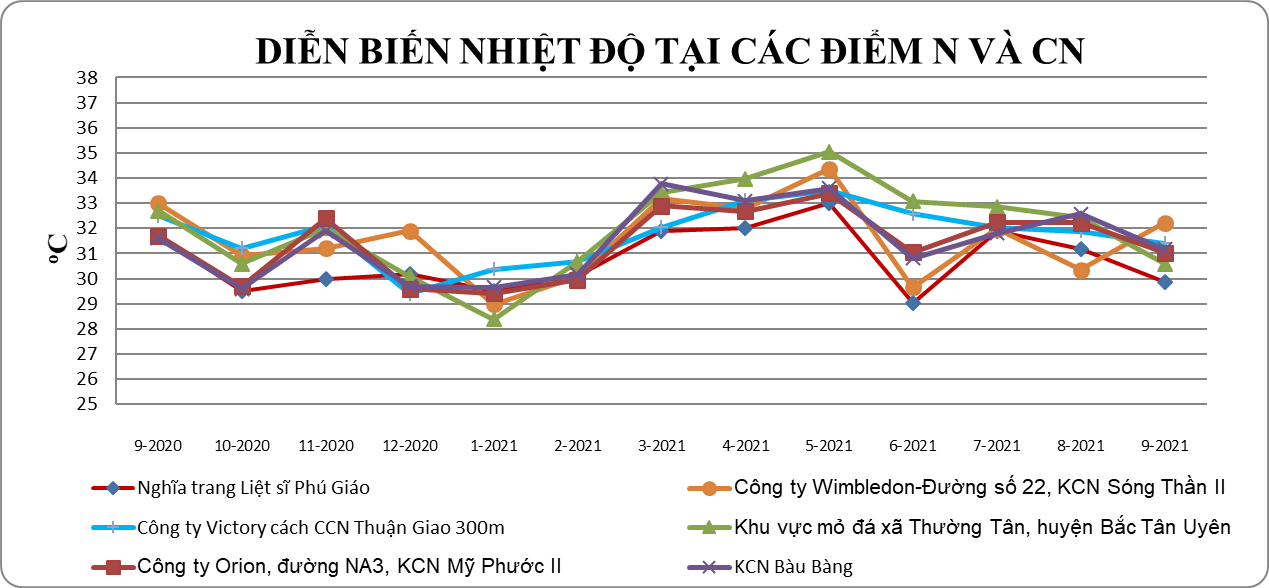 DIỄN BIẾN NHIỆT ĐỘ TẠI CÁC ĐIỂM N VÀ CN
38
37
36
35
34
33
32
31
30
29
28
27
26
25
ºC
9-2020 10-2020 11-2020 12-2020 1-2021 2-2021 3-2021 4-2021 5-2021 6-2021 7-2021 8-2021 9-2021
Nghĩa trang Liệt sĩ Phú Giáo Công ty Wimbledon-Đường số 22, KCN Sóng Thần II
Công ty Victory cách CCN Thuận Giao 300m Khu vực mỏ đá xã Thường Tân, huyện Bắc Tân Uyên
Công ty Orion, đường NA3, KCN Mỹ Phước II KCN Bàu Bàng